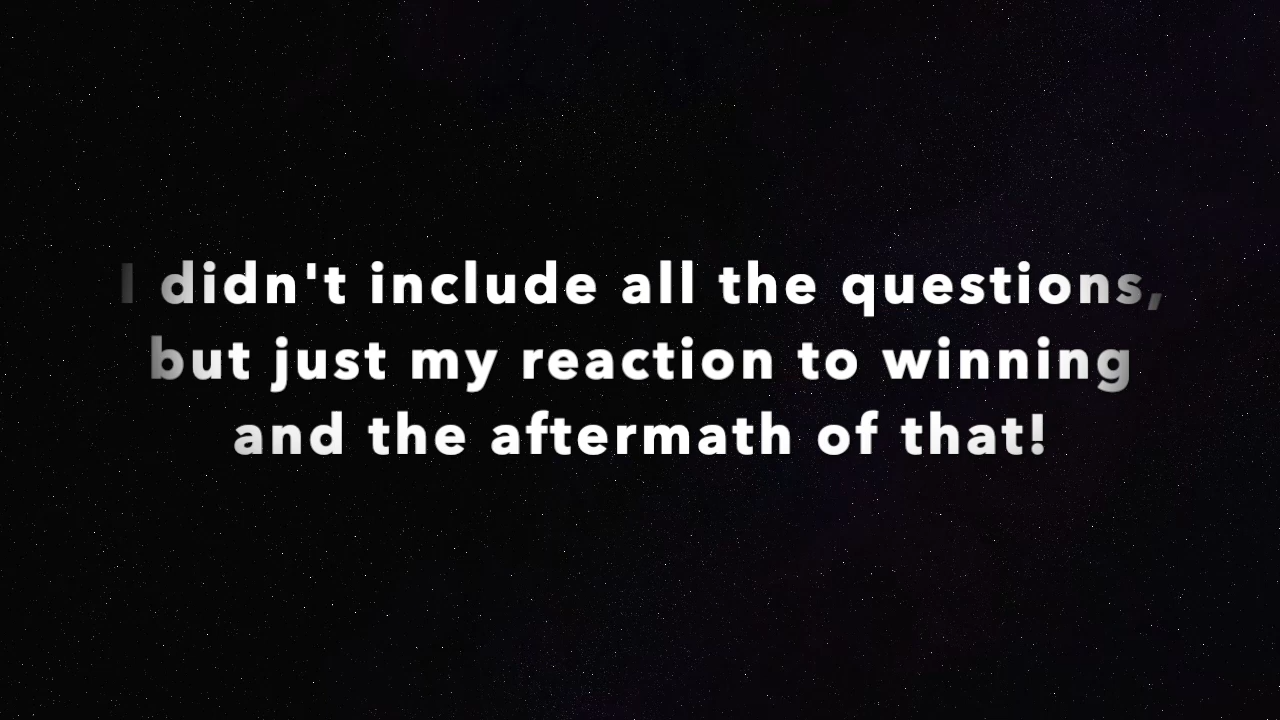 I didn't include all the questions,
but just my reaction to winning
and the aftermath of that!